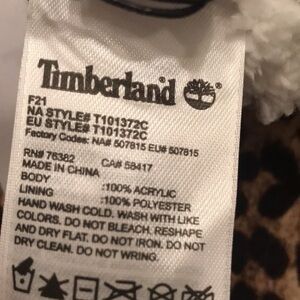 Timberland
F21
NA STYLE# T101372C
EU STYLE# T101372C
Factory Codes: NA# 507815 EU# 507815
RN# 76382 CA# 58417
MADE IN CHINA
BODY :100% ACRYLIC
LINING :100% POLYESTER
HAND WASH COLD. WASH WITH LIKE
COLORS. DO NOT BLEACH. RESHAPE
AND DRY FLAT. DO NOT IRON. DO NOT
DRY CLEAN. DO NOT WRING.